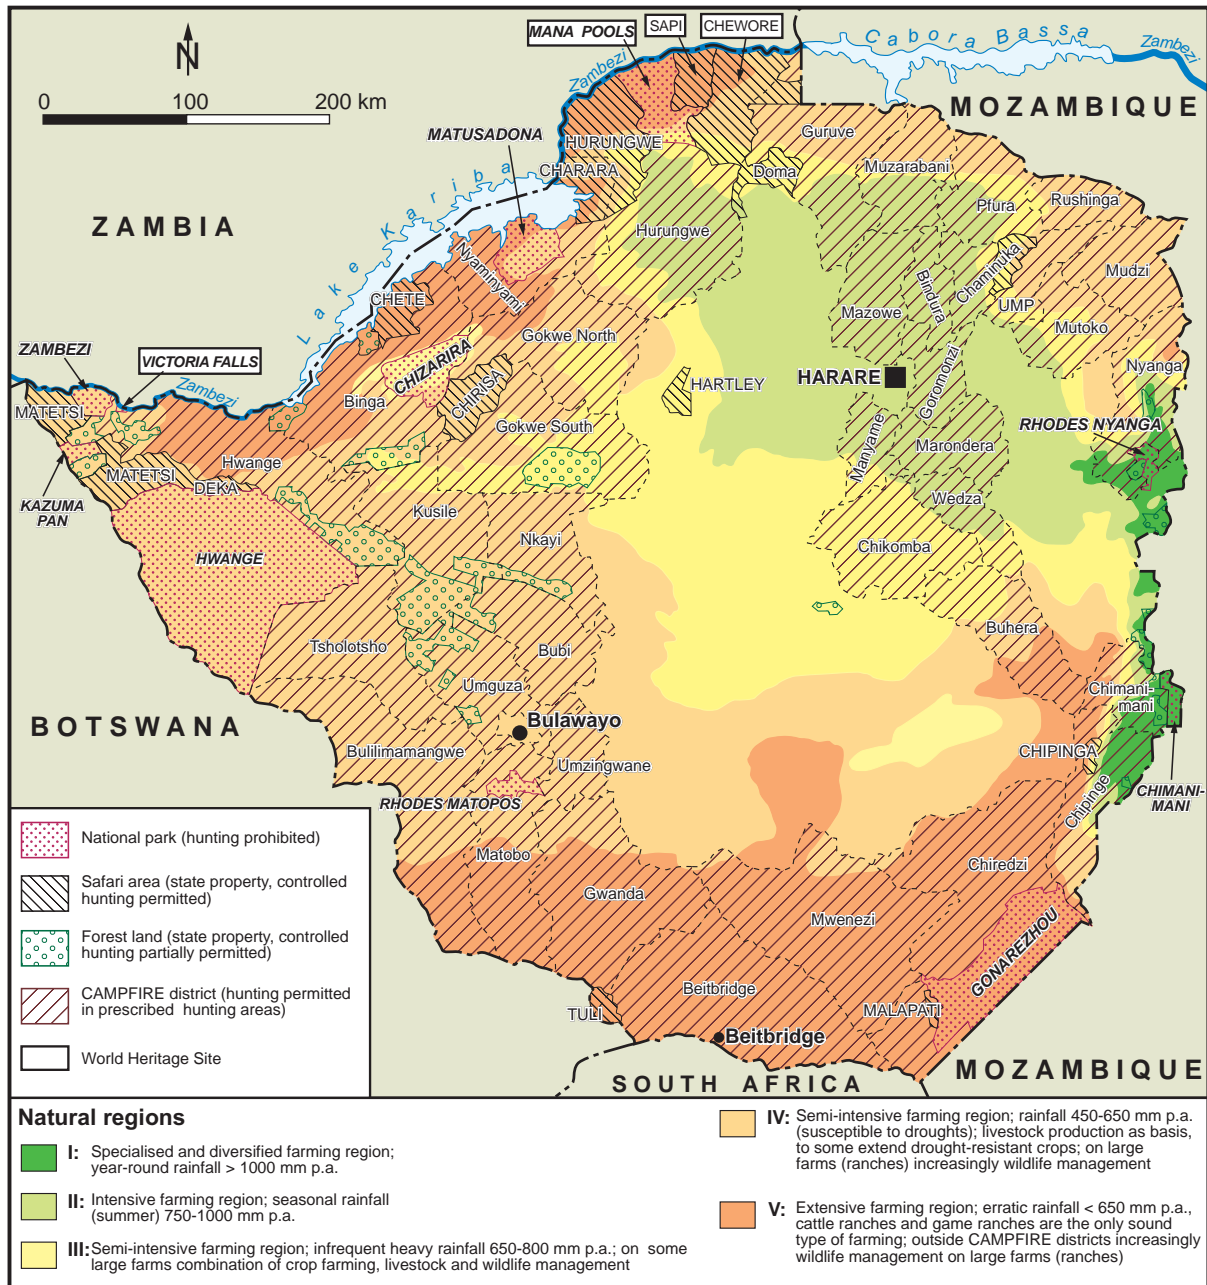 MANA POOLS
SAPI
CHEWORE
Cabora Bassa
Zambezi
N
Zambezi
0 100 200 km
MOZAMBIQUE
MATUSADONA
HURUNGWE
Guruve
CHARARA
Doma
Muzarabani
Lake Kariba
ZAMBIA
Pfura
Rushinga
Hurungwe
Nyaminyami
Chaminuka
Mudzi
CHETE
Bindura
UMP
Mazowe
Mutoko
Gokwe North
ZAMBEZI
VICTORIA FALLS
Nyanga
CHIZARIRA
HARARE
HARTLEY
Zambezi
CHIRISA
Goromonzi
Binga
MATETSI
Gokwe South
RHODES NYANGA
Manyame
Marondera
Hwange
MATETSI
DEKA
KAZUMA
PAN
Kusile
Wedza
Nkayi
Chikomba
HWANGE
Buhera
Tsholotsho
Bubi
Umguza
Chimani-
mani
BOTSWANA
Bulawayo
Bulilimamangwe
CHIPINGA
Umzingwane
CHIMANI-
MANI
RHODES MATOPOS
Chipinge
Matobo
Chiredzi
Gwanda
Mwenezi
GONAREZHOU
Beitbridge
MALAPATI
TULI
Beitbridge
MOZAMBIQUE
SOUTH AFRICA
National park (hunting prohibited)
Safari area (state property, controlled
hunting permitted)
Forest land (state property, controlled
hunting partially permitted)
CAMPFIRE district (hunting permitted
in prescribed hunting areas)
World Heritage Site
Natural regions
I: Specialised and diversified farming region;
year-round rainfall > 1000 mm p.a.
II: Intensive farming region; seasonal rainfall
(summer) 750-1000 mm p.a.
III: Semi-intensive farming region; infrequent heavy rainfall 650-800 mm p.a.; on some
large farms combination of crop farming, livestock and wildlife management
IV: Semi-intensive farming region; rainfall 450-650 mm p.a.
(susceptible to droughts); livestock production as basis,
to some extend drought-resistant crops; on large
farms (ranches) increasingly wildlife management
V: Extensive farming region; erratic rainfall < 650 mm p.a.,
cattle ranches and game ranches are the only sound
type of farming; outside CAMPFIRE districts increasingly
wildlife management on large farms (ranches)